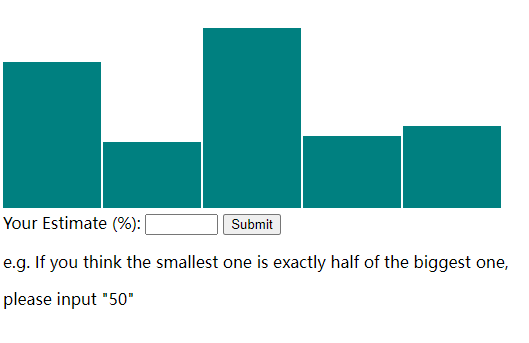 Your Estimate (%): Submit
e.g. If you think the smallest one is exactly half of the biggest one,
please input "50"